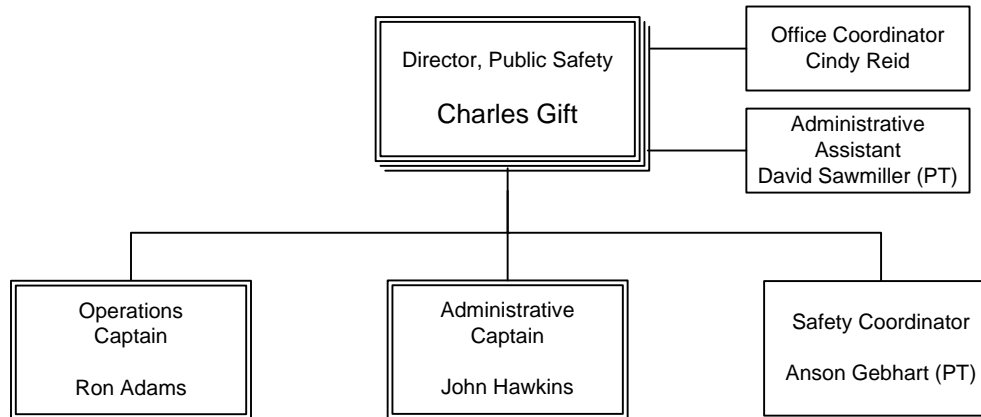 Director, Public Safety
Charles Gift
Office Coordinator
Cindy Reid
Administrative
Assistant
David Sawmiller (PT)
Operations
Captain
Ron Adams
Administrative
Captain
John Hawkins
Safety Coordinator
Anson Gebhart (PT)